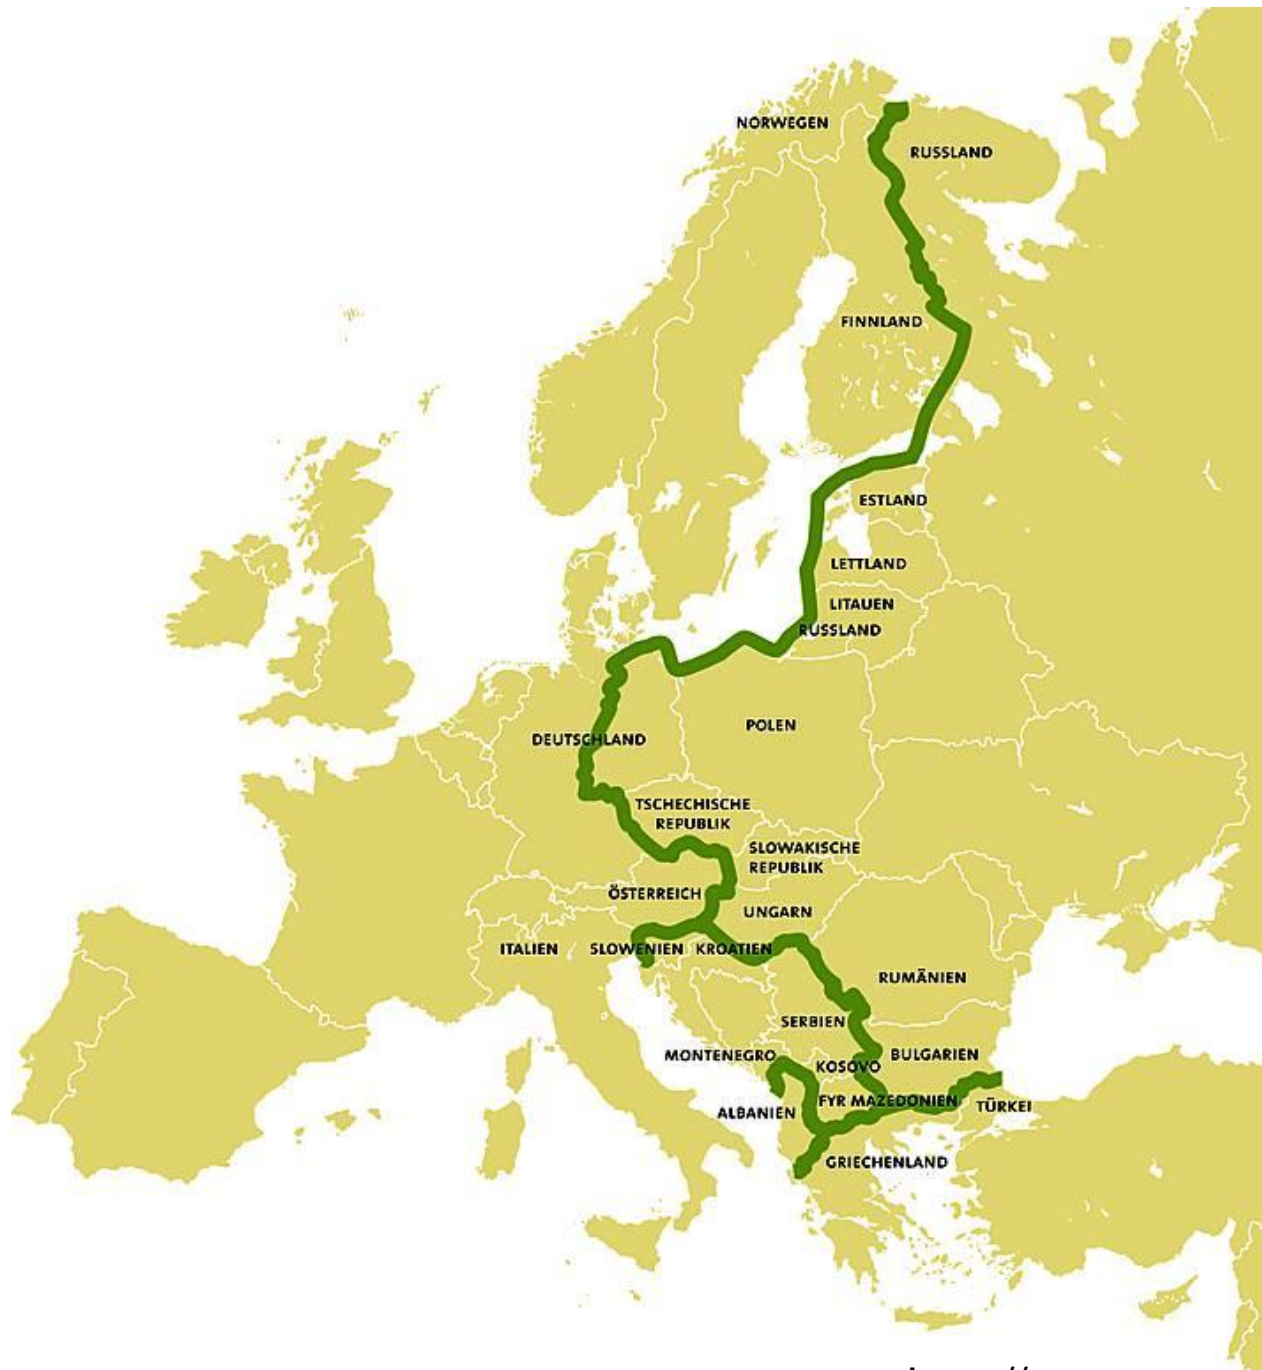 NORWEGEN
RUSSLAND
FINNLAND
ESTLAND
LETTLAND
LITAUEN
RUSSLAND
POLEN
DEUTSCHLAND
TSCHECHISCHE
REPUBLIK
SLOWAKISCHE
REPUBLIK
ÖSTERREICH
UNGARN
ITALIEN
SLOWENIEN
KROATIEN
RUMÄNIEN
SERBIEN
MONTENEGRO
KOSOVO
BULGARIEN
FYR MAZEDONIEN
TÜRKEI
ALBANIEN
GRIECHENLAND